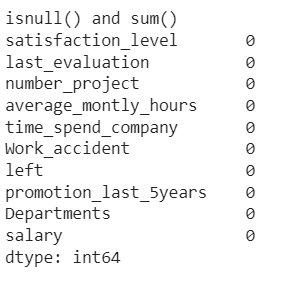 isnull() and sum()
satisfaction_level 0
last_evaluation 0
number_project 0
average_montly_hours 0
time_spend_company 0
Work_accident 0
left 0
promotion_last_5years 0
Departments 0
salary 0
dtype: int64